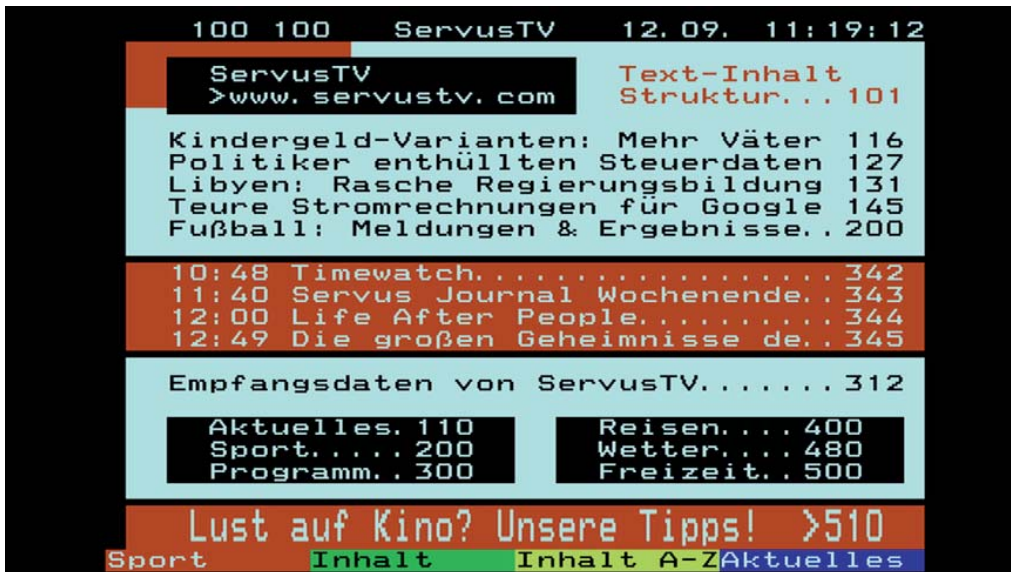 100 100 ServusTV 12.09. 11:19:12
ServusTV
>www.servustv.com
Text-Inhalt
Struktur...101
Kindergeld-Varianten: Mehr Väter 116
Politiker enthüllten Steuerdaten 127
Libyen: Rasche Regierungsbildung 131
Teure Stromrechnungen für Google 145
Fußball: Meldungen & Ergebnisse..200
10:48 Timewatch..................342
11:40 Servus Journal Wochenende..343
12:00 Life After People..........344
12:49 Die großen Geheimnisse de..345
Empfangsdaten von ServusTV.......312
Aktuelles.110
Sport.....200
Programm..300
Reisen....400
Wetter....480
Freizeit..500
Lust auf Kino? Unsere Tipps! >510
Sport Inhalt Inhalt A-Z Aktuelles